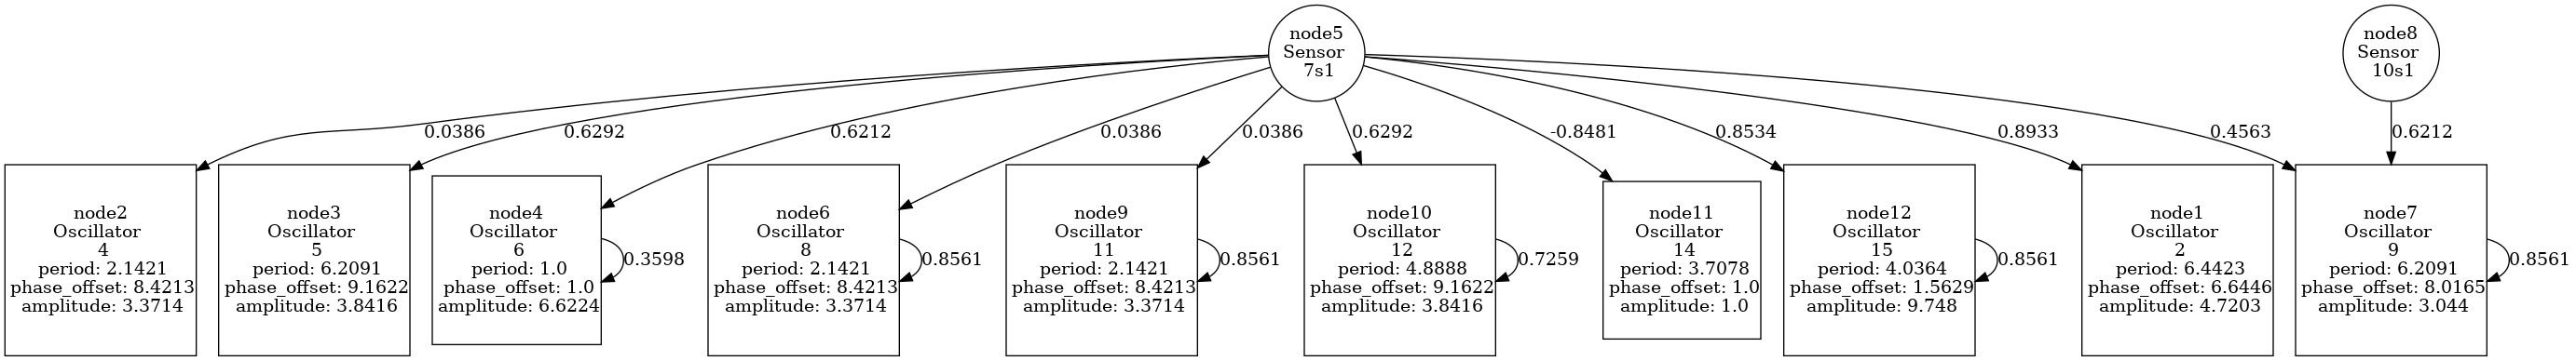 node5
Sensor
7s1
node8
Sensor
10s1
0.0386
0.6292
0.6212
0.0386
0.0386
0.6292
-0.8481
0.8534
0.8933
0.4563
0.6212
node2
Oscillator
4
period: 2.1421
phase_offset: 8.4213
amplitude: 3.3714
node3
Oscillator
5
period: 6.2091
phase_offset: 9.1622
amplitude: 3.8416
node4
Oscillator
6
period: 1.0
phase_offset: 1.0
amplitude: 6.6224
0.3598
node6
Oscillator
8
period: 2.1421
phase_offset: 8.4213
amplitude: 3.3714
0.8561
node9
Oscillator
11
period: 2.1421
phase_offset: 8.4213
amplitude: 3.3714
0.8561
node10
Oscillator
12
period: 4.8888
phase_offset: 9.1622
amplitude: 3.8416
0.7259
node11
Oscillator
14
period: 3.7078
phase_offset: 1.0
amplitude: 1.0
node12
Oscillator
15
period: 4.0364
phase_offset: 1.5629
amplitude: 9.748
0.8561
node1
Oscillator
2
period: 6.4423
phase_offset: 6.6446
amplitude: 4.7203
node7
Oscillator
9
period: 6.2091
phase_offset: 8.0165
amplitude: 3.044
0.8561